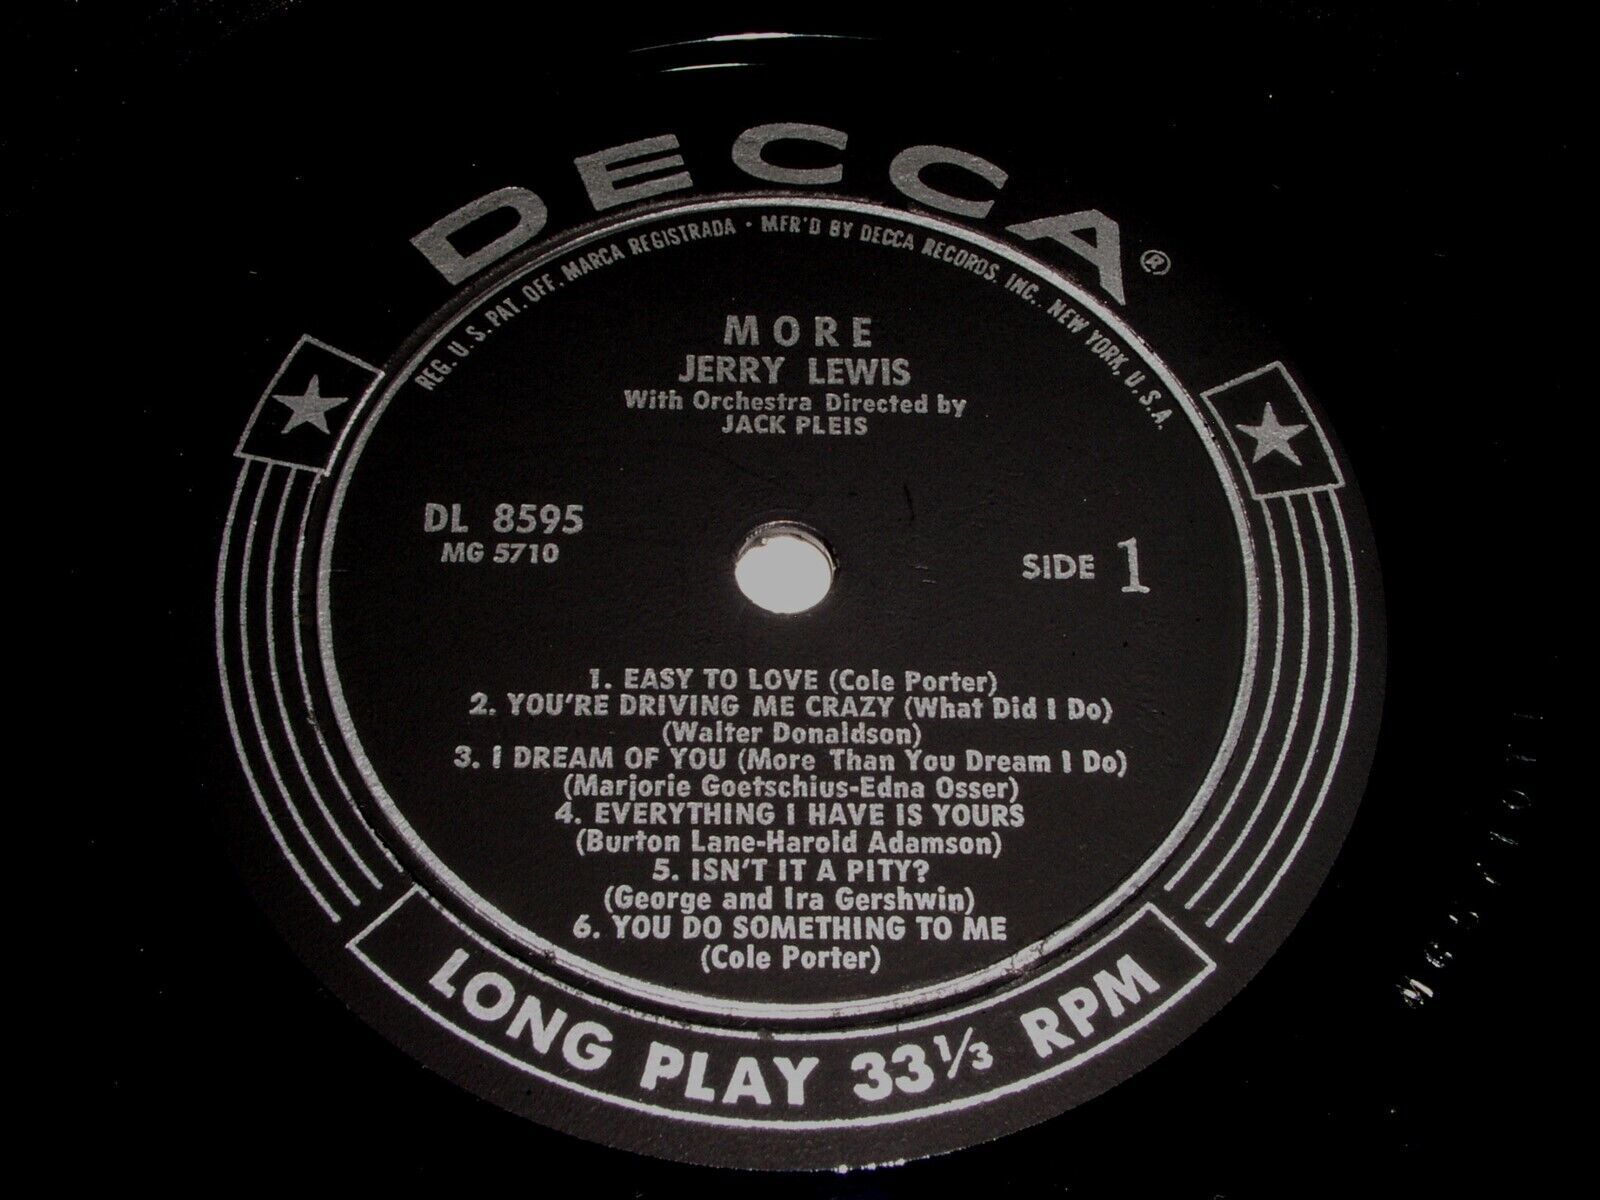 DECCA®
REG. U.S. PAT. OFF. MARCA REGISTRADA • MFR'D BY DECCA RECORDS, INC., NEW YORK, U.S.A.
MORE
JERRY LEWIS
With Orchestra Directed by
JACK PLEIS
DL 8595
MG 5710
SIDE 1
1. EASY TO LOVE (Cole Porter)
2. YOU'RE DRIVING ME CRAZY (What Did I Do)
(Walter Donaldson)
3. I DREAM OF YOU (More Than You Dream I Do)
(Marjorie Goetschius-Edna Osser)
4. EVERYTHING I HAVE IS YOURS
(Burton Lane-Harold Adamson)
5. ISN'T IT A PITY?
(George and Ira Gershwin)
6. YOU DO SOMETHING TO ME
(Cole Porter)
LONG PLAY 33 1/3 RPM